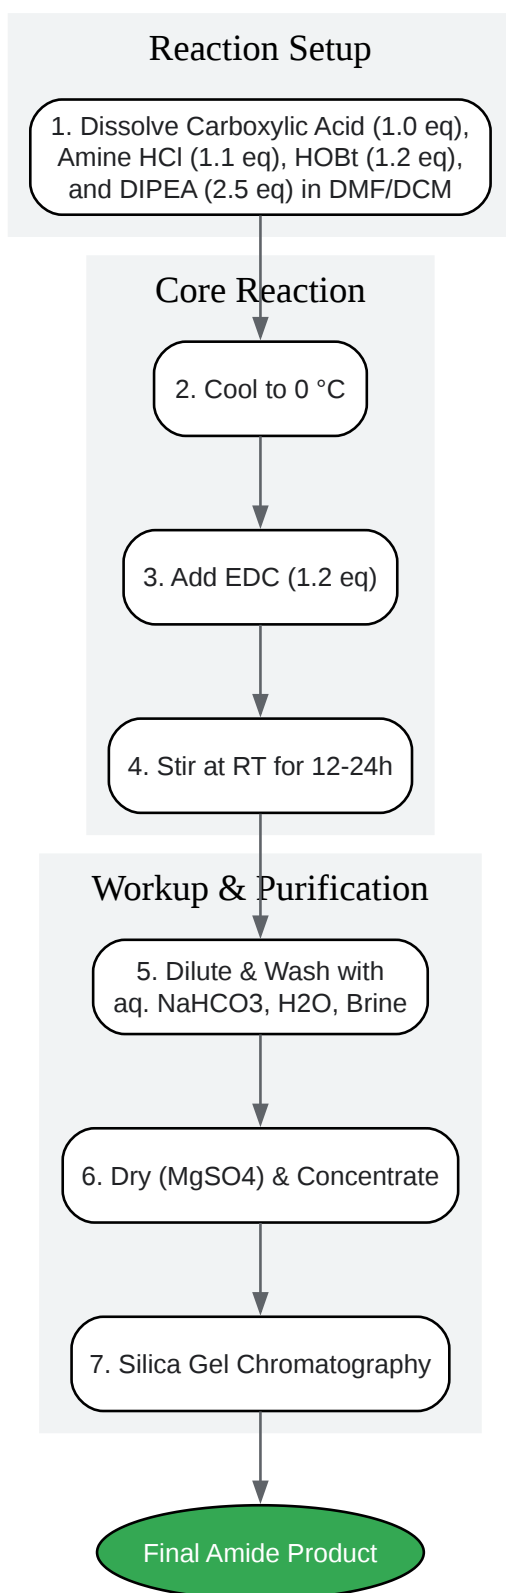 Reaction Setup
1. Dissolve Carboxylic Acid (1.0 eq),
Amine HCl (1.1 eq), HOBt (1.2 eq),
and DIPEA (2.5 eq) in DMF/DCM
Core Reaction
2. Cool to 0 °C
3. Add EDC (1.2 eq)
4. Stir at RT for 12-24h
Workup & Purification
5. Dilute & Wash with
aq. NaHCO3, H2O, Brine
6. Dry (MgSO4) & Concentrate
7. Silica Gel Chromatography
Final Amide Product